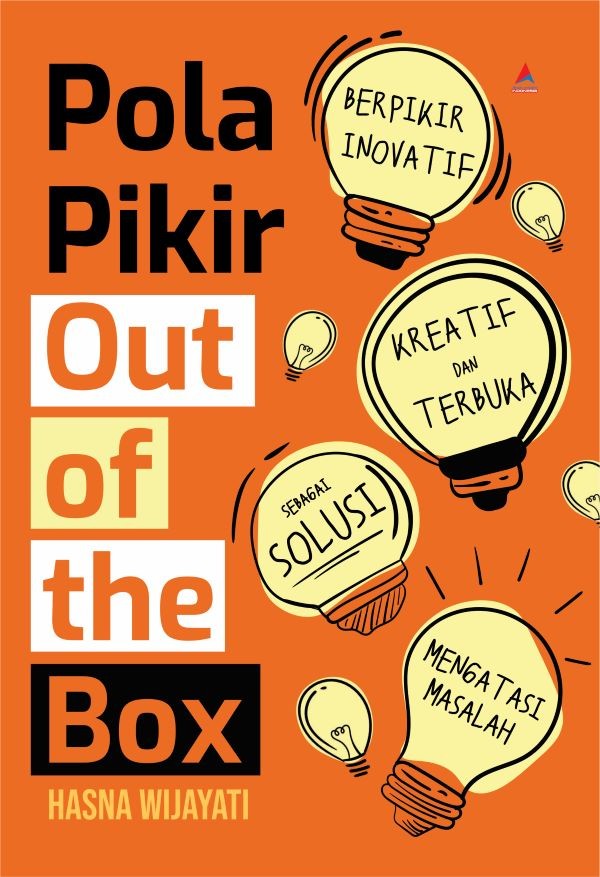 Pola
Pikir
Out
of
the
Box
HASNA WIJAYATI
BERPIKIR
INOVATIF
KREATIF
DAN
TERBUKA
SEBAGAI
SOLUSI
MENGATASI
MASALAH